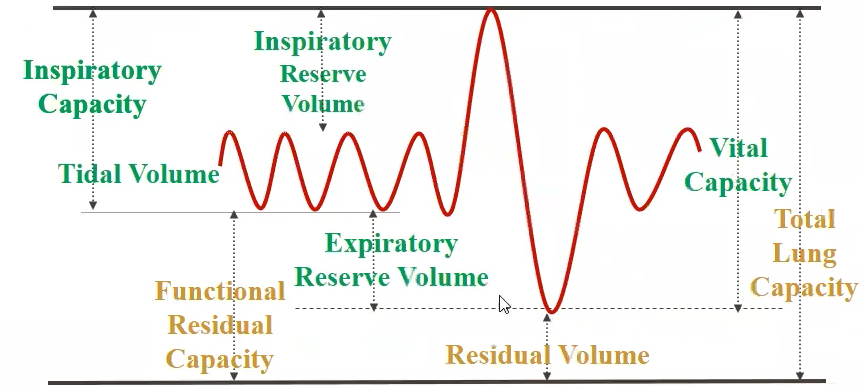 Inspiratory
Capacity
Inspiratory
Reserve
Volume
Tidal Volume
Vital
Capacity
Total
Lung
Capacity
Expiratory
Reserve Volume
Functional
Residual
Capacity
Residual Volume